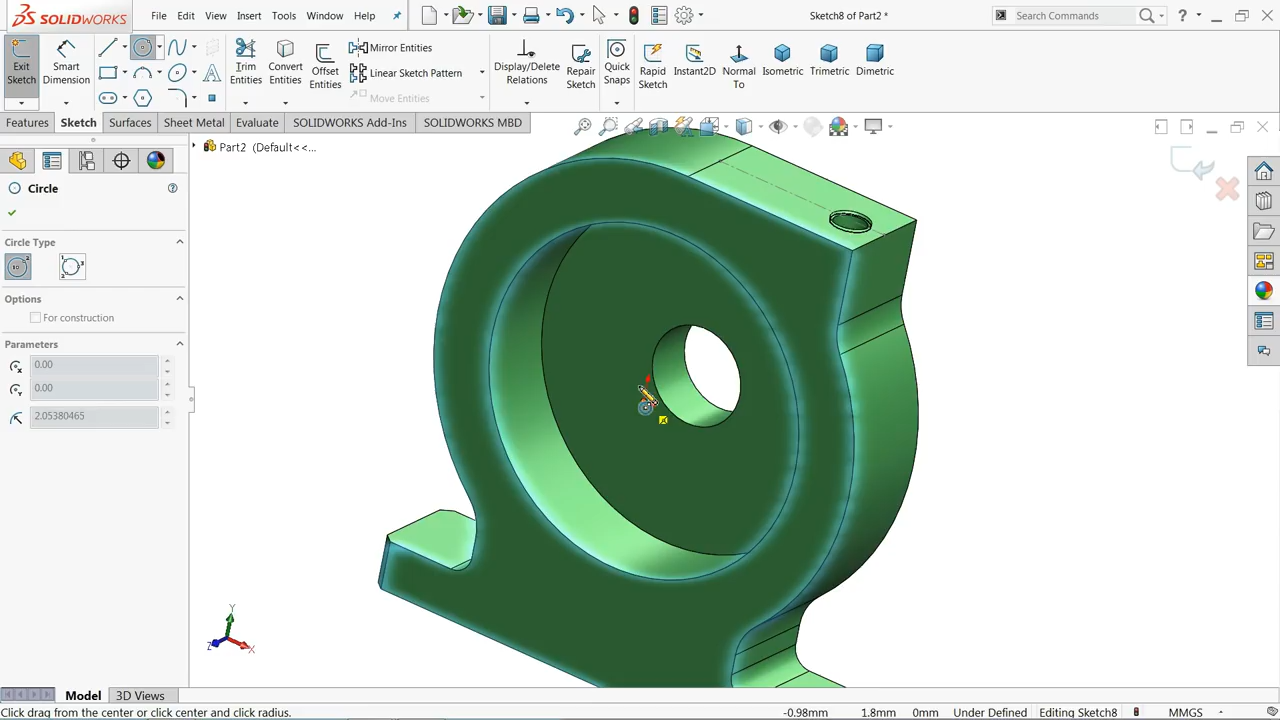 SOLIDWORKS File Edit View Insert Tools Window Help Sketch8 of Part2 * Search Commands ?
Exit Sketch
Smart Dimension
Trim Entities
Convert Entities
Offset Entities
Mirror Entities
Linear Sketch Pattern
Move Entities
Display/Delete Relations
Repair Sketch
Quick Snaps
Rapid Sketch
Instant2D
Normal To
Isometric
Trimetric
Dimetric
Features Sketch Surfaces Sheet Metal Evaluate SOLIDWORKS Add-Ins SOLIDWORKS MBD
Part2 (Default<<...
Circle
Circle Type
Options
For construction
Parameters
0.00
0.00
2.05380465
Y
Z
X
Model 3D Views
Click drag from the center or click center and click radius. -0.98mm 1.8mm 0mm Under Defined Editing Sketch8 MMGS